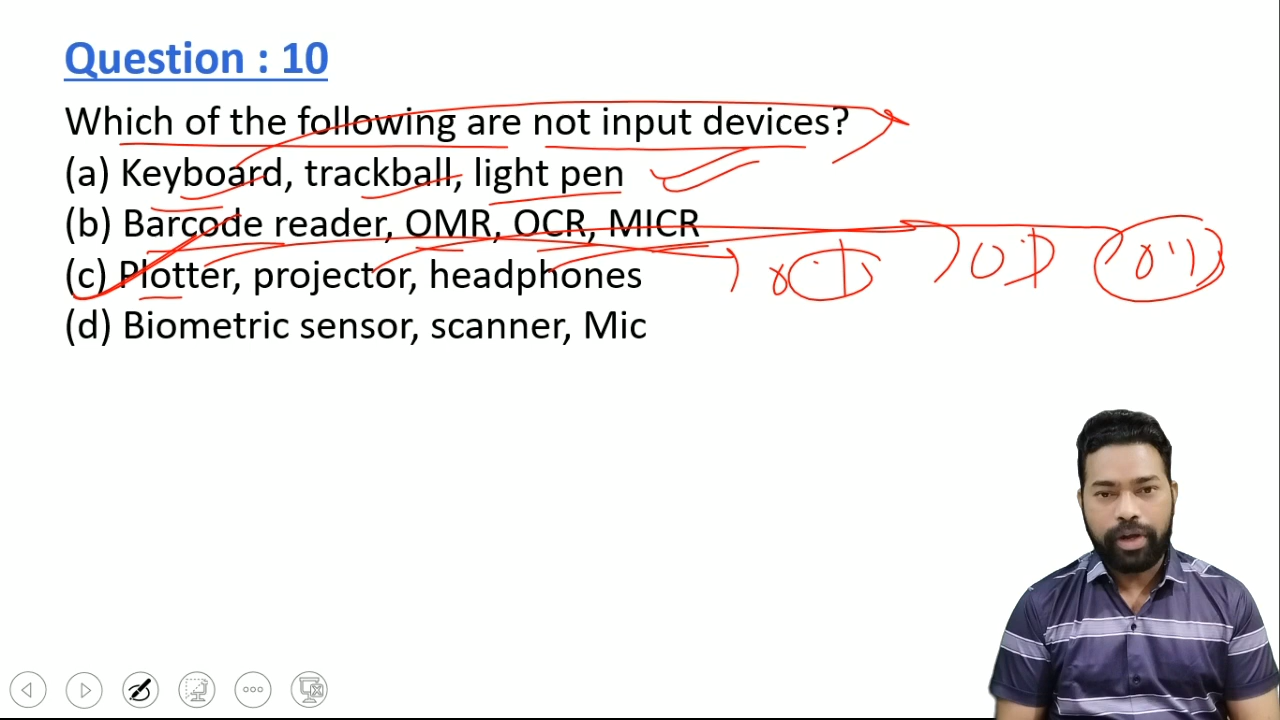 Question : 10
Which of the following are not input devices?
(a) Keyboard, trackball, light pen
(b) Barcode reader, OMR, OCR, MICR
(c) Plotter, projector, headphones
(d) Biometric sensor, scanner, Mic